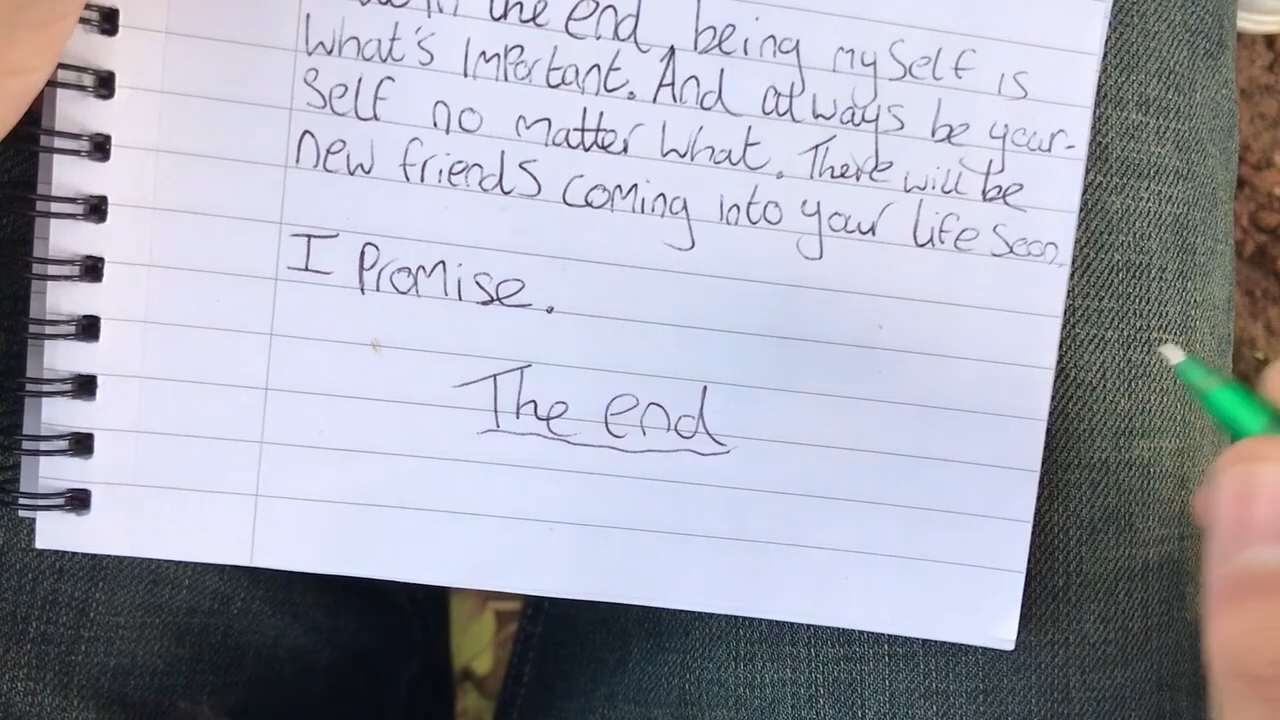 the end, being myself is
What's Important. And always be your-
self no matter what. There will be
new friends coming into your life soon.
I Promise.
The end